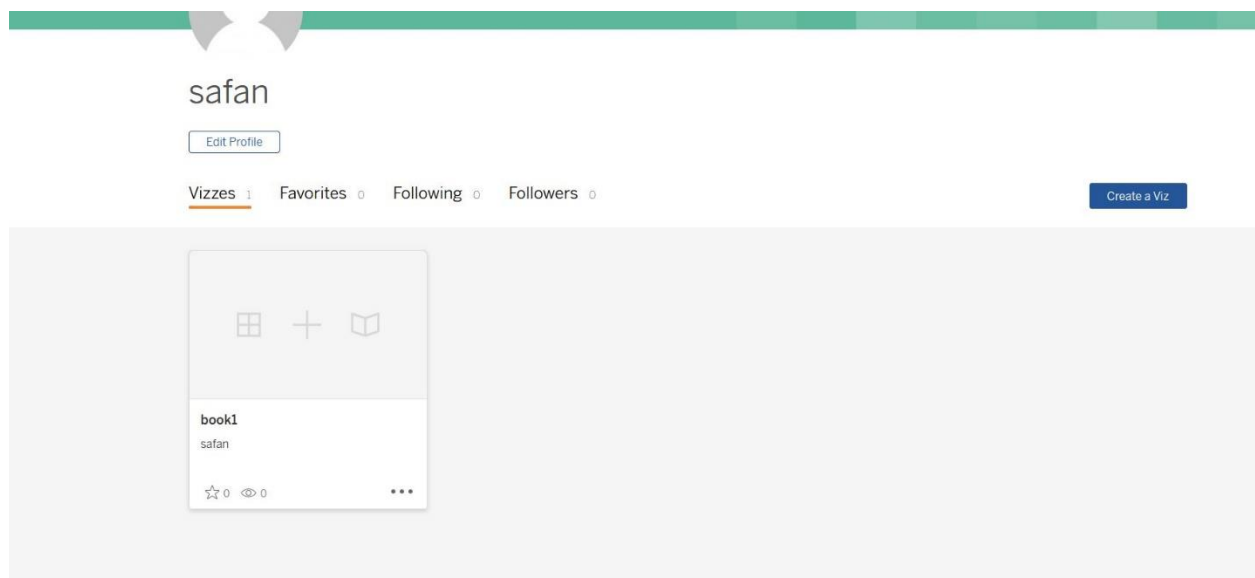 safan
Edit Profile
Vizzes 1 Favorites 0 Following 0 Followers 0
Create a Viz
book1
safan
0 0